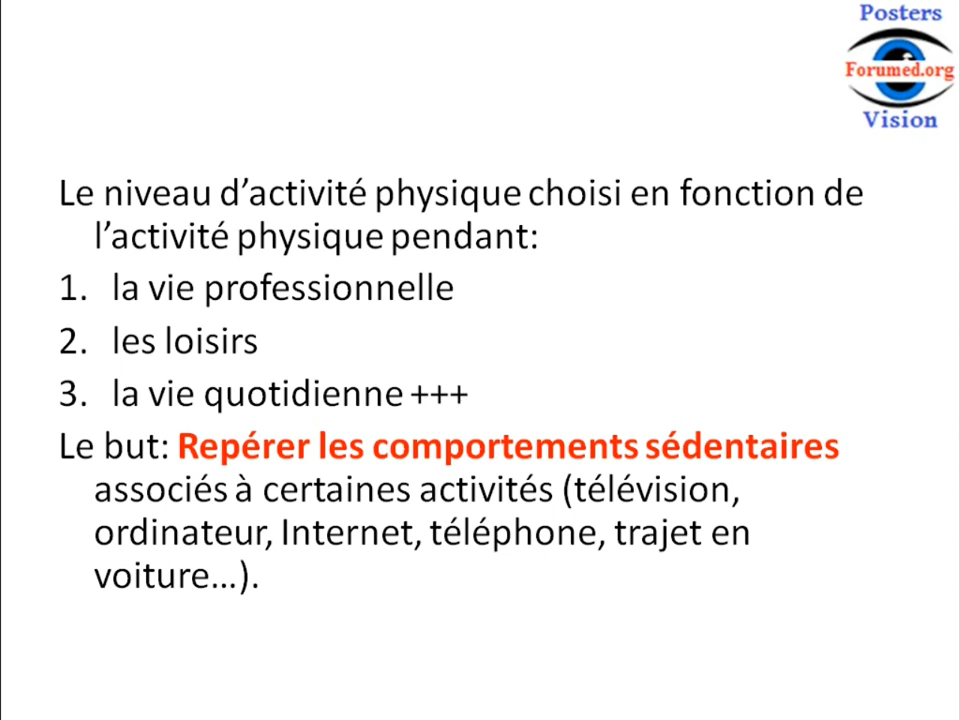 Posters
Forumed.org
Vision
Le niveau d’activité physique choisi en fonction de
l’activité physique pendant:
1. la vie professionnelle
2. les loisirs
3. la vie quotidienne +++
Le but: Repérer les comportements sédentaires
associés à certaines activités (télévision,
ordinateur, Internet, téléphone, trajet en
voiture…).